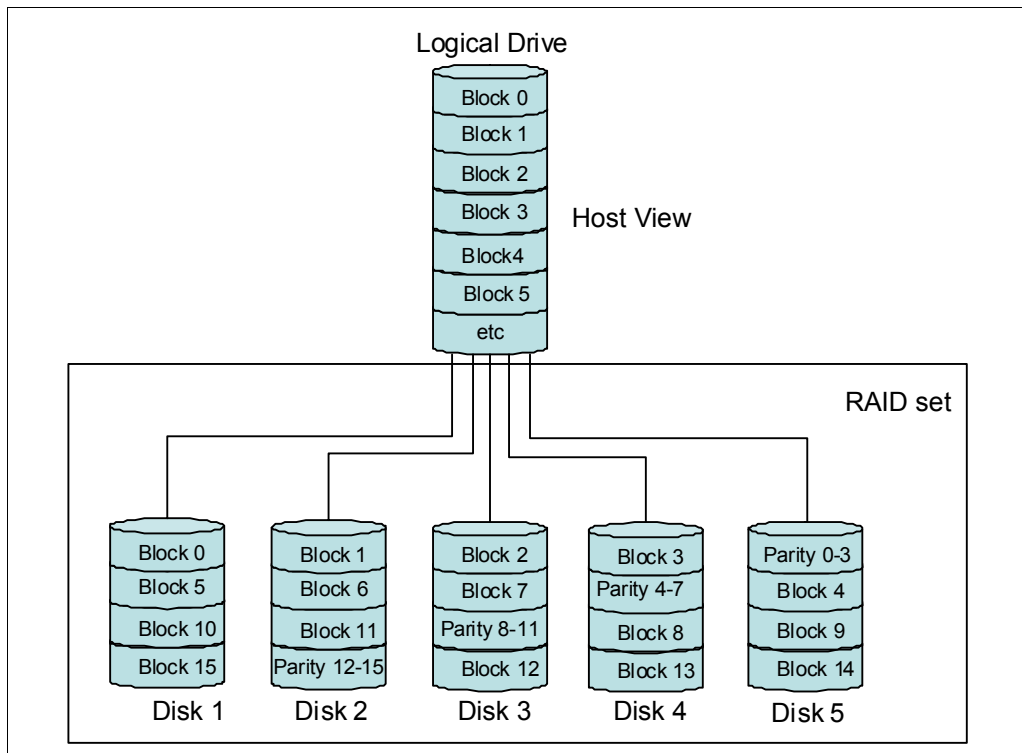 Logical Drive
Block 0
Block 1
Block 2
Block 3
Block4
Block 5
etc
Host View
RAID set
Block 0
Block 5
Block 10
Block 15
Disk 1
Block 1
Block 6
Block 11
Parity 12-15
Disk 2
Block 2
Block 7
Parity 8-11
Block 12
Disk 3
Block 3
Parity 4-7
Block 8
Block 13
Disk 4
Parity 0-3
Block 4
Block 9
Block 14
Disk 5